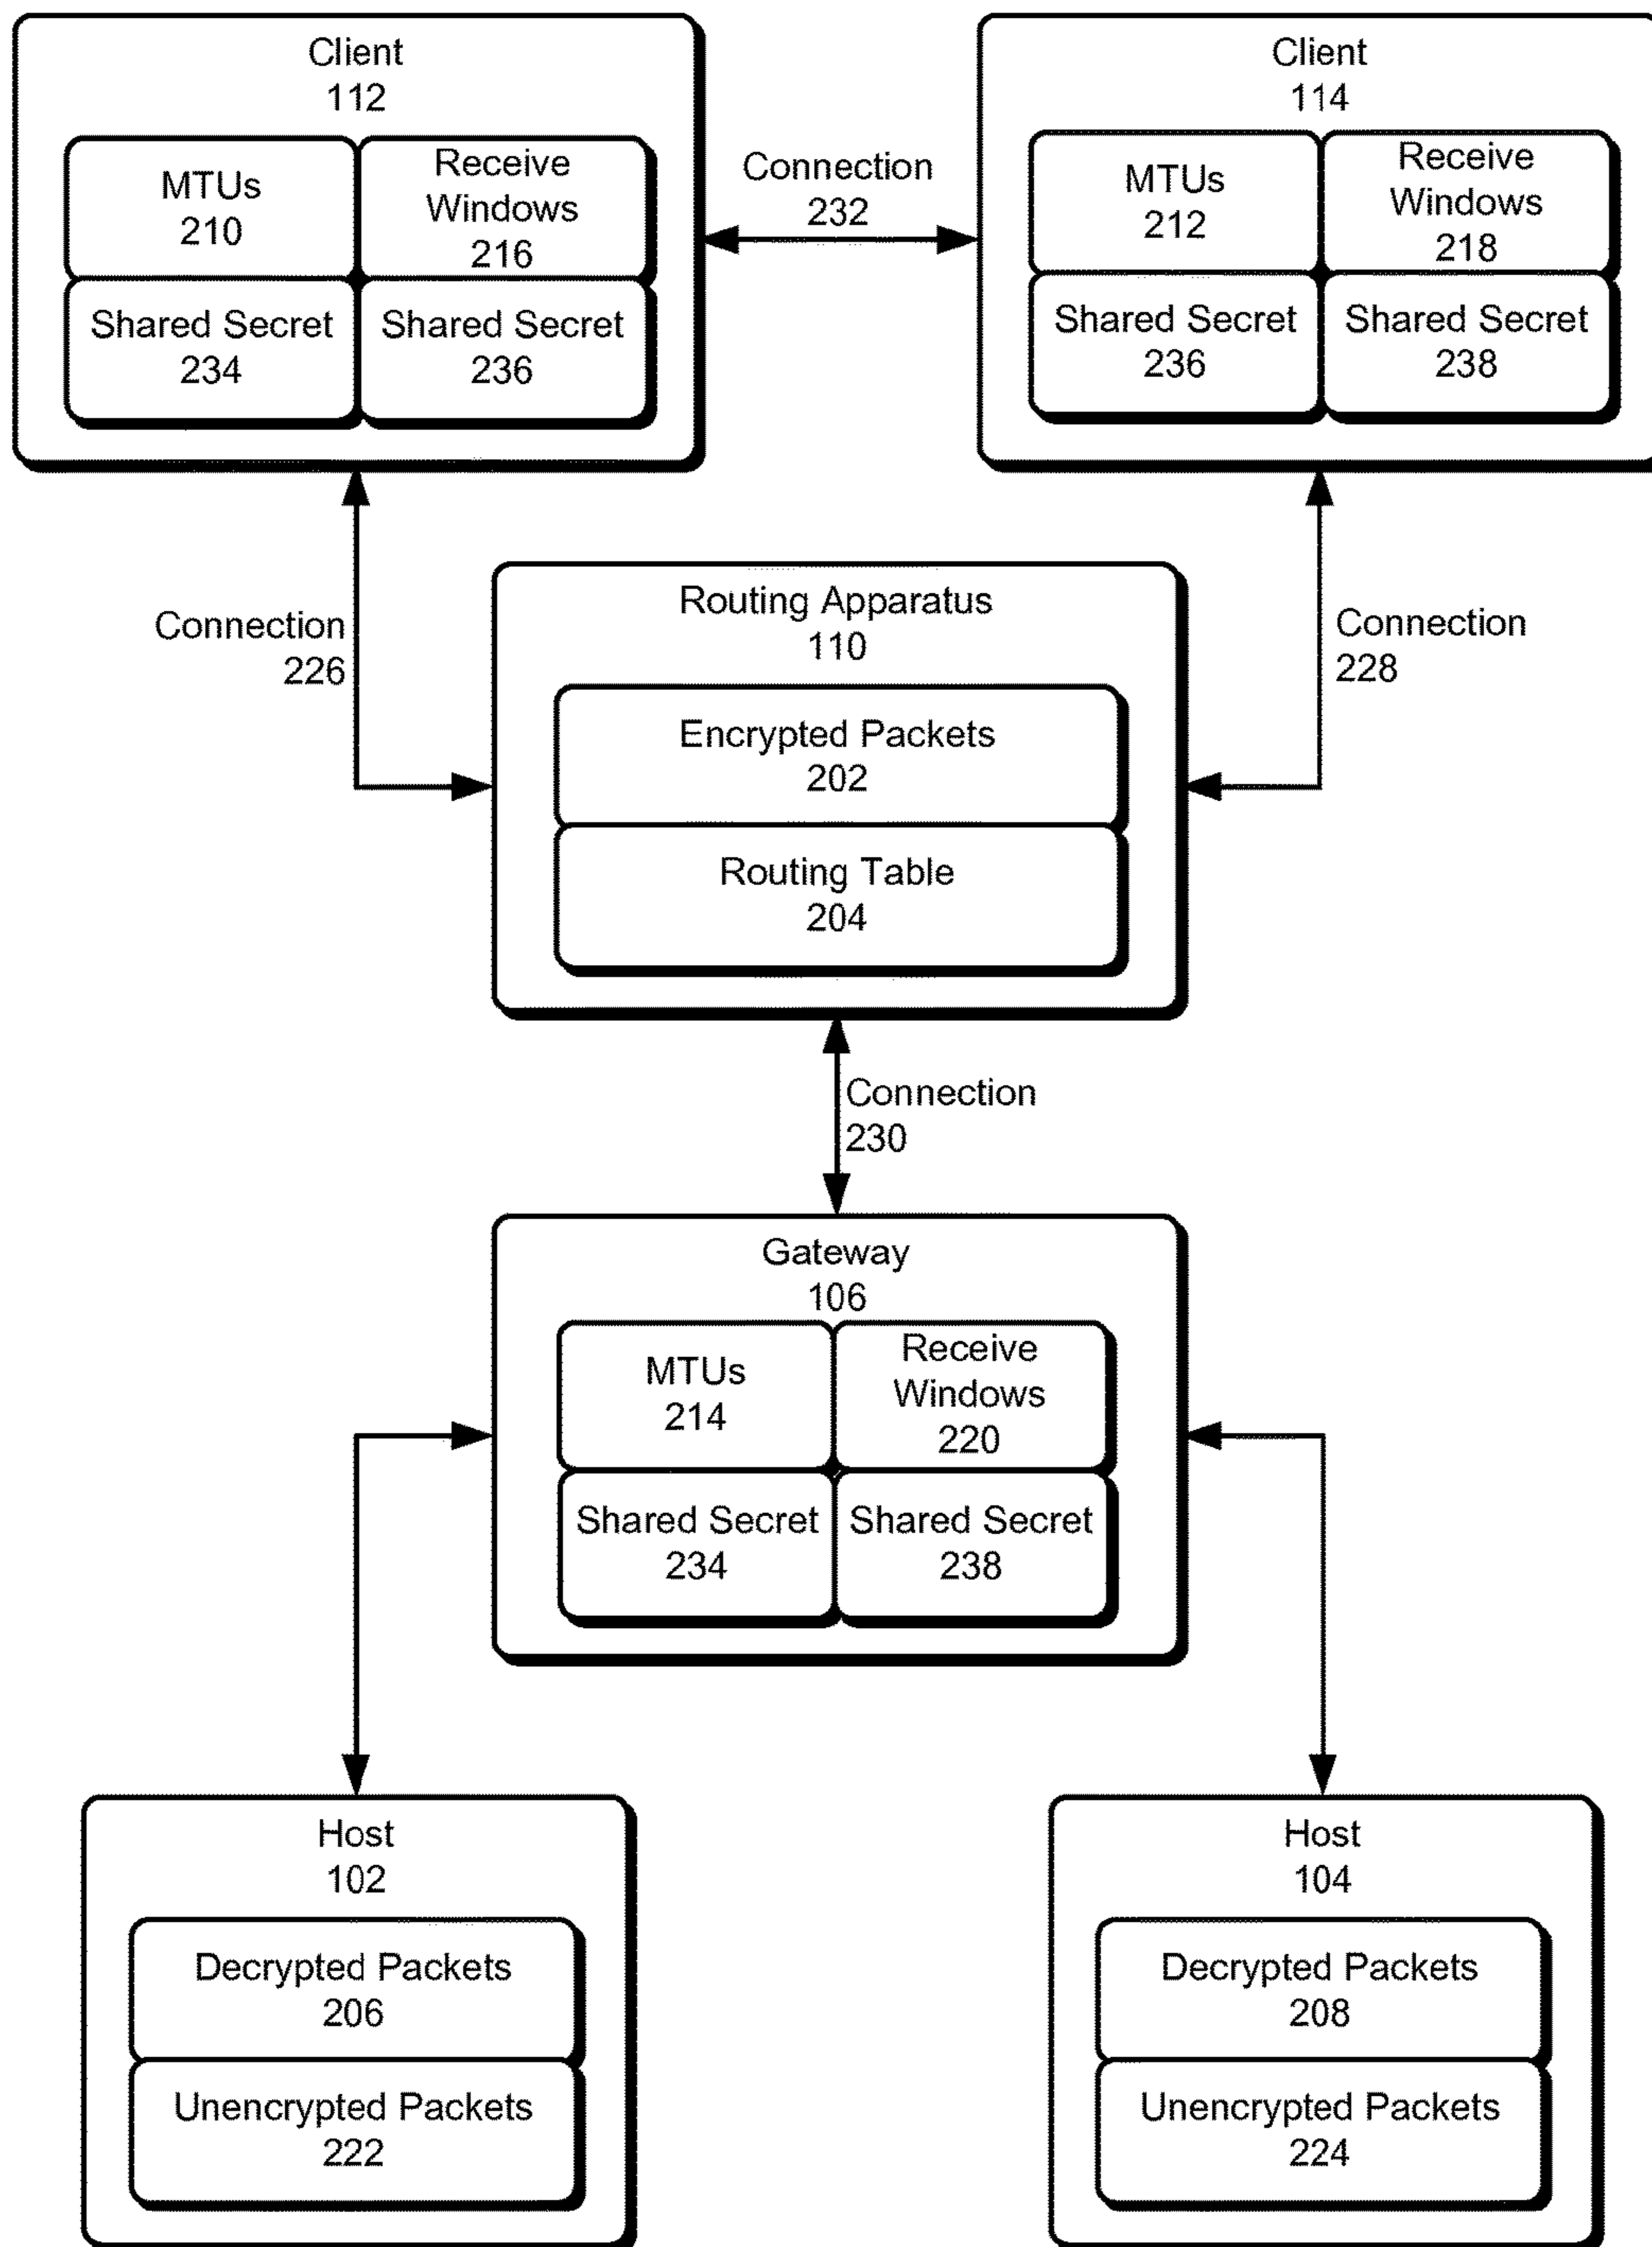 Client
112
MTUs
210
Receive
Windows
216
Shared Secret
234
Shared Secret
236
Connection
232
Client
114
MTUs
212
Receive
Windows
218
Shared Secret
236
Shared Secret
238
Connection
226
Routing Apparatus
110
Encrypted Packets
202
Routing Table
204
Connection
228
Connection
230
Gateway
106
MTUs
214
Receive
Windows
220
Shared Secret
234
Shared Secret
238
Host
102
Decrypted Packets
206
Unencrypted Packets
222
Host
104
Decrypted Packets
208
Unencrypted Packets
224